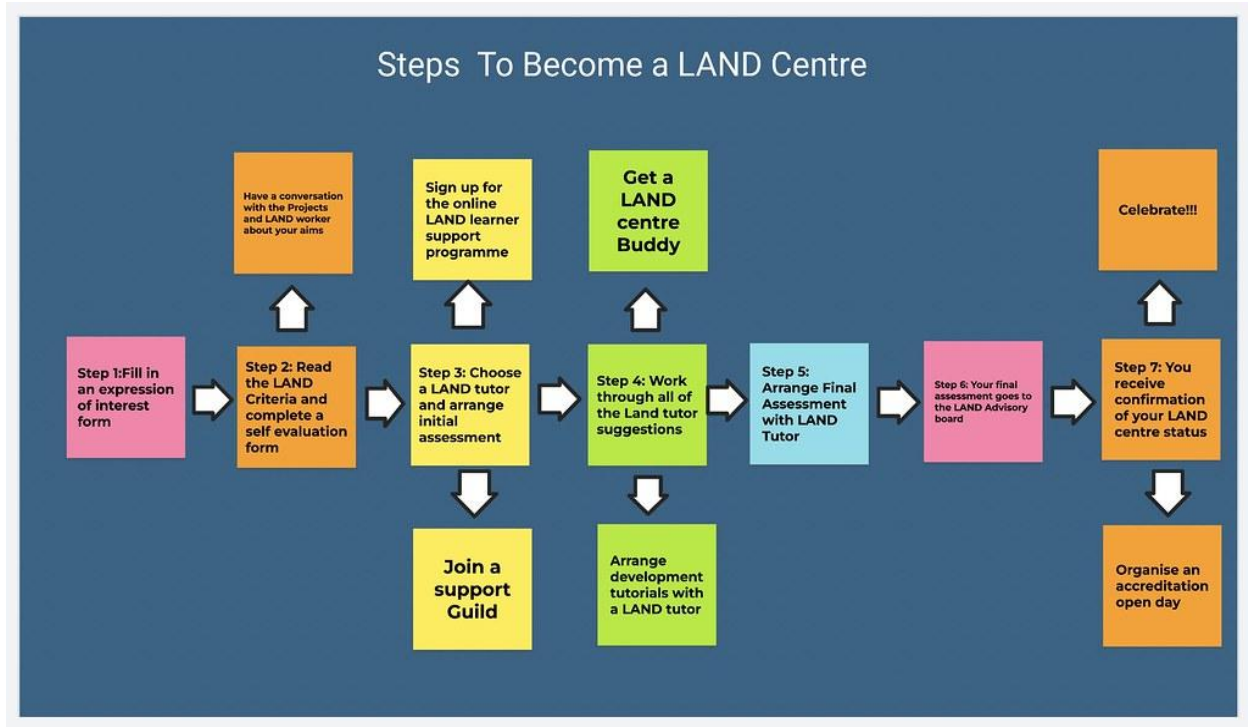 Steps To Become a LAND Centre
Have a conversation
with the Projects
and LAND worker
about your aims
Sign up for
the online
LAND learner
support
programme
Get a
LAND
centre
Buddy
Celebrate!!!
Step 1:Fill in
an expression
of interest
form
Step 2: Read
the LAND
Criteria and
complete a
self evaluation
form
Step 3: Choose
a LAND tutor
and arrange
initial
assessment
Step 4: Work
through all of
the Land tutor
suggestions
Step 5:
Arrange Final
Assessment
with LAND
Tutor
Step 6: Your final
assessment goes to
the LAND Advisory
board
Step 7: You
receive
confirmation
of your LAND
centre status
Join a
support
Guild
Arrange
development
tutorials with
a LAND tutor
Organise an
accreditation
open day